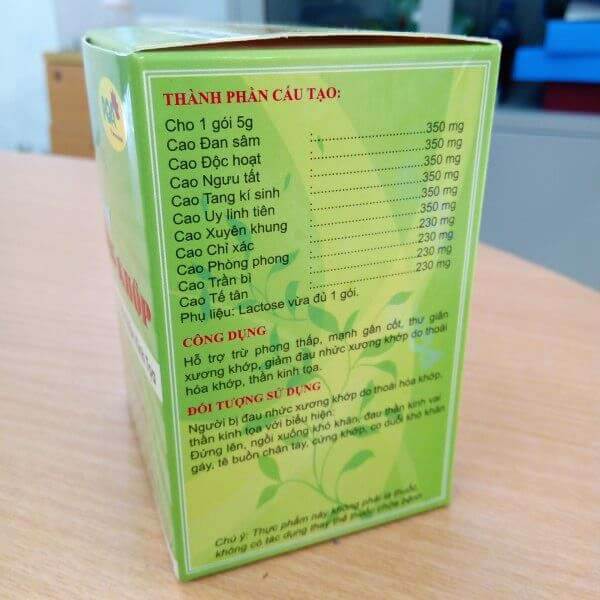 THÀNH PHẦN CẤU TẠO:
Cho 1 gói 5g
Cao Đan sâm : 350 mg
Cao Độc hoạt : 350 mg
Cao Ngưu tất : 350 mg
Cao Tang kí sinh : 350 mg
Cao Uy linh tiên : 350 mg
Cao Xuyên khung : 350 mg
Cao Chỉ xác : 230 mg
Cao Phòng phong : 230 mg
Cao Trần bì : 230 mg
Cao Tế tân : 230 mg
Phụ liệu: Lactose vừa đủ 1 gói.
CÔNG DỤNG
Hỗ trợ trừ phong thấp, mạnh gân cốt, thư giãn
xương khớp, giảm đau nhức xương khớp do thoái
hóa khớp, thần kinh tọa.
ĐỐI TƯỢNG SỬ DỤNG
Người bị đau nhức xương khớp do thoái hóa khớp,
thần kinh tọa với biểu hiện:
Đứng lên, ngồi xuống khó khăn, đau thần kinh vai
gáy, tê buồn chân tay, cứng khớp, co duỗi khó khăn
Chú ý: Thực phẩm này không phải là thuốc,
không có tác dụng thay thế thuốc chữa bệnh.
KHỚP